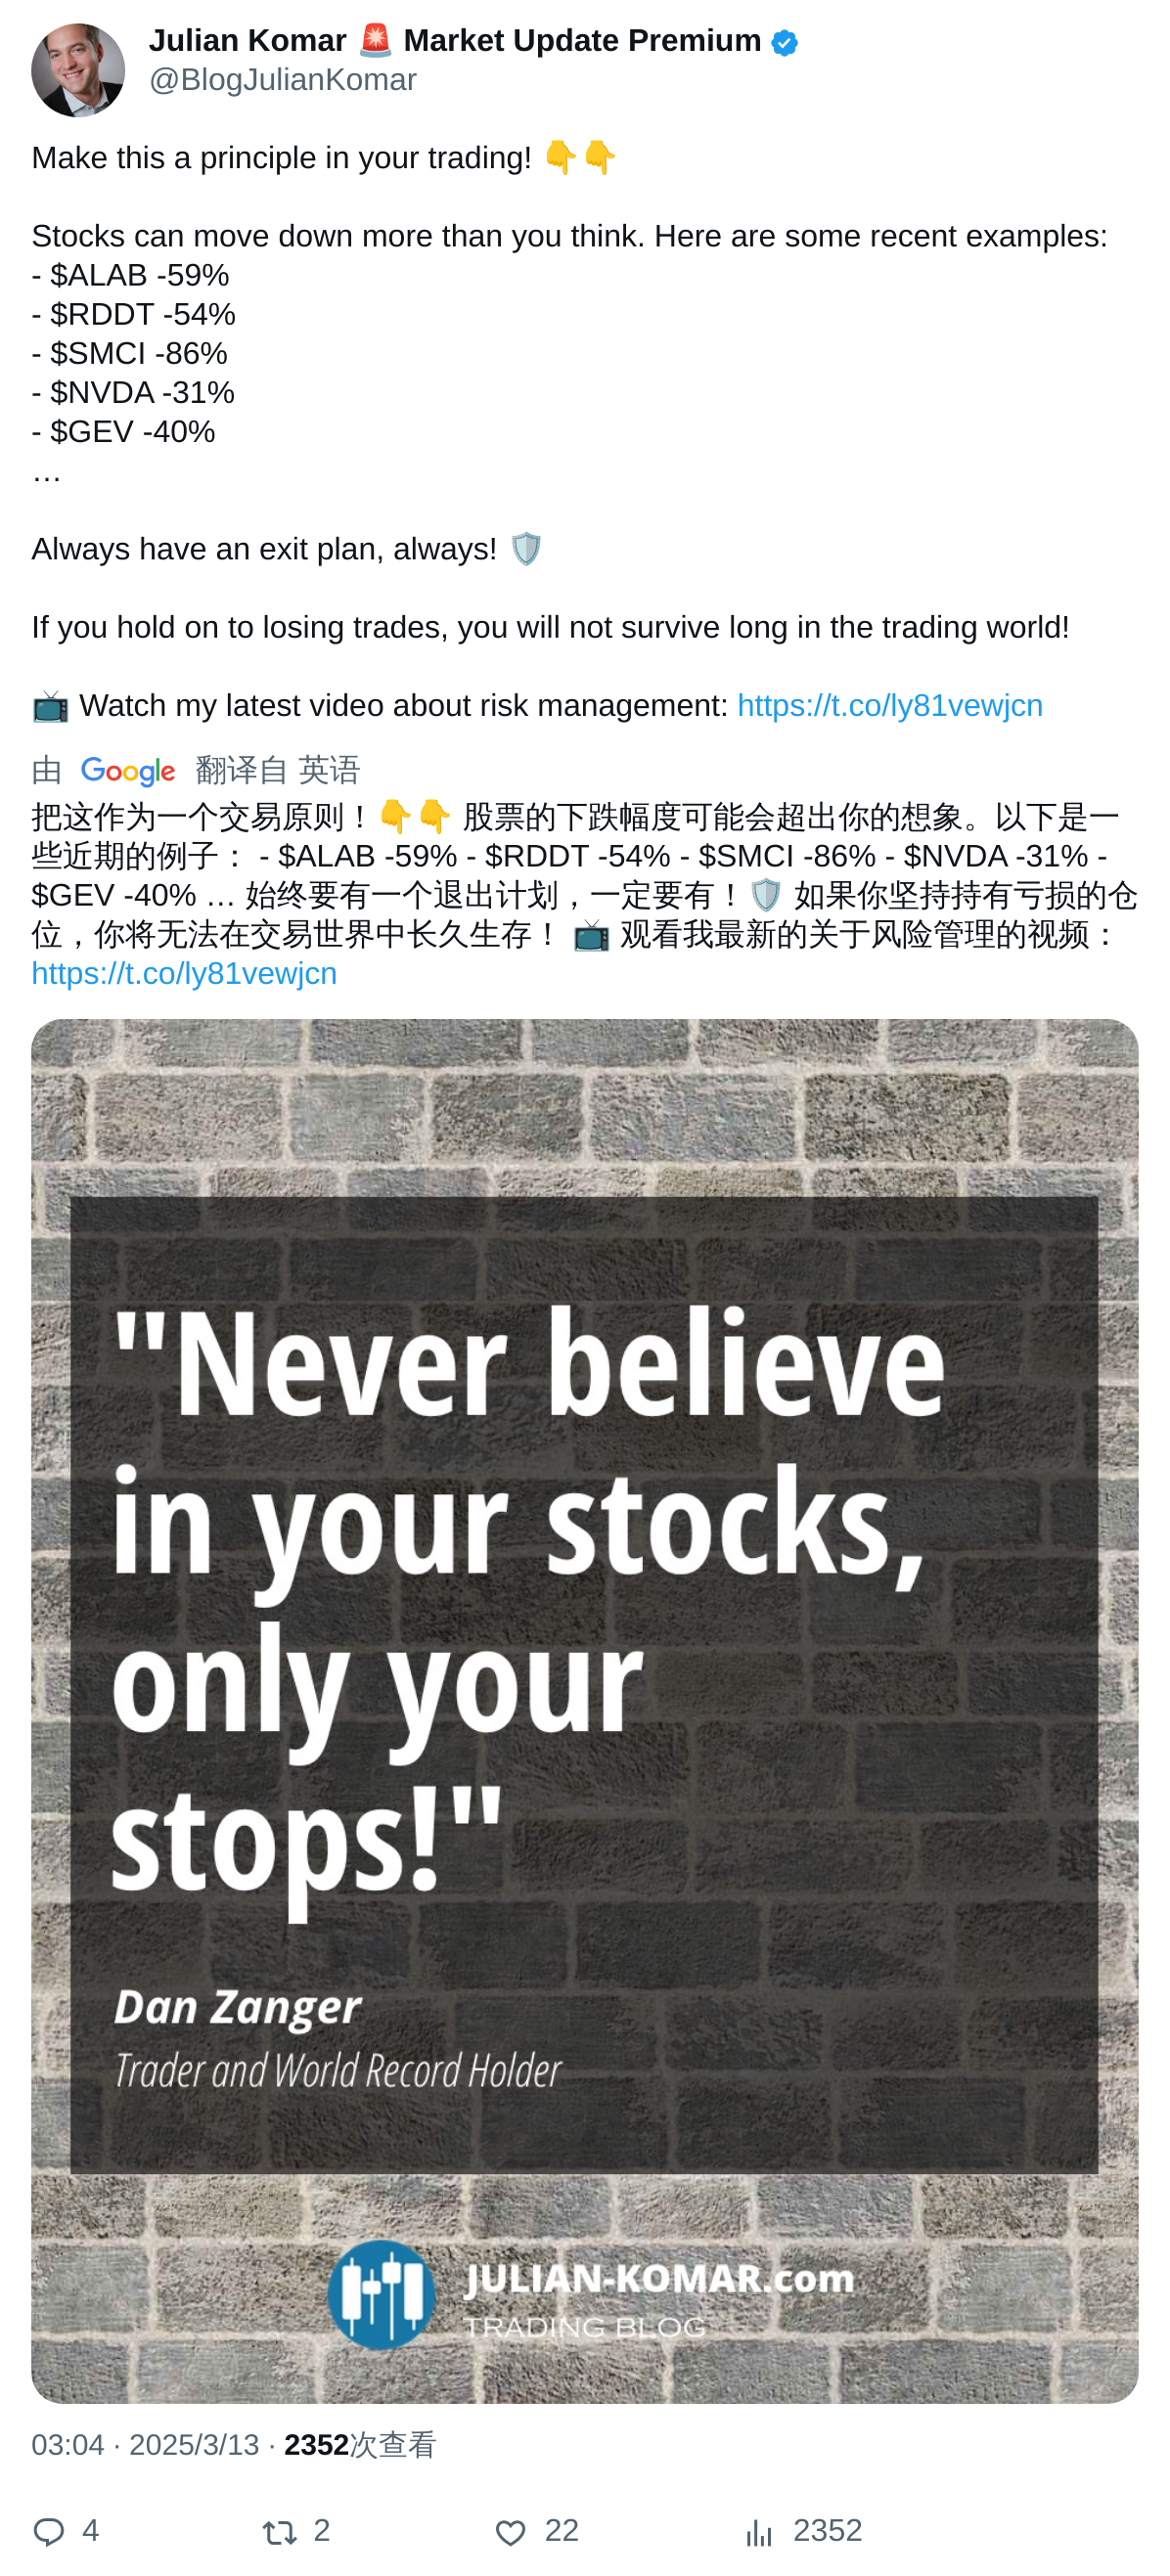 Julian Komar 🚨 Market Update Premium
@BlogJulianKomar
Make this a principle in your trading! 👇👇
Stocks can move down more than you think. Here are some recent examples:
- $ALAB -59%
- $RDDT -54%
- $SMCI -86%
- $NVDA -31%
- $GEV -40%
…
Always have an exit plan, always! 🛡️
If you hold on to losing trades, you will not survive long in the trading world!
📺 Watch my latest video about risk management: https://t.co/ly81vewjcn
由 Google 翻译自 英语
把这作为一个交易原则！👇👇 股票的下跌幅度可能会超出你的想象。以下是一
些近期的例子： - $ALAB -59% - $RDDT -54% - $SMCI -86% - $NVDA -31% -
$GEV -40% … 始终要有一个退出计划，一定要有！🛡️ 如果你坚持持有亏损的仓
位，你将无法在交易世界中长久生存！ 📺 观看我最新的关于风险管理的视频：
https://t.co/ly81vewjcn
"Never believe
in your stocks,
only your
stops!"
Dan Zanger
Trader and World Record Holder
JULIAN-KOMAR.com
TRADING BLOG
03:04 · 2025/3/13 · 2352次查看
4 2 22 2352